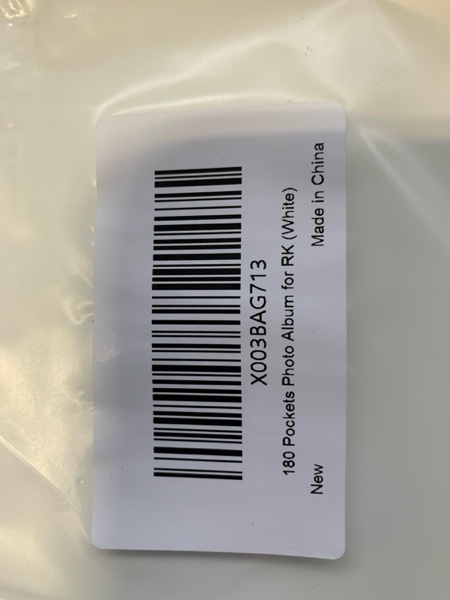 X003BAG713
180 Pockets Photo Album for RK (White)
New
Made in China